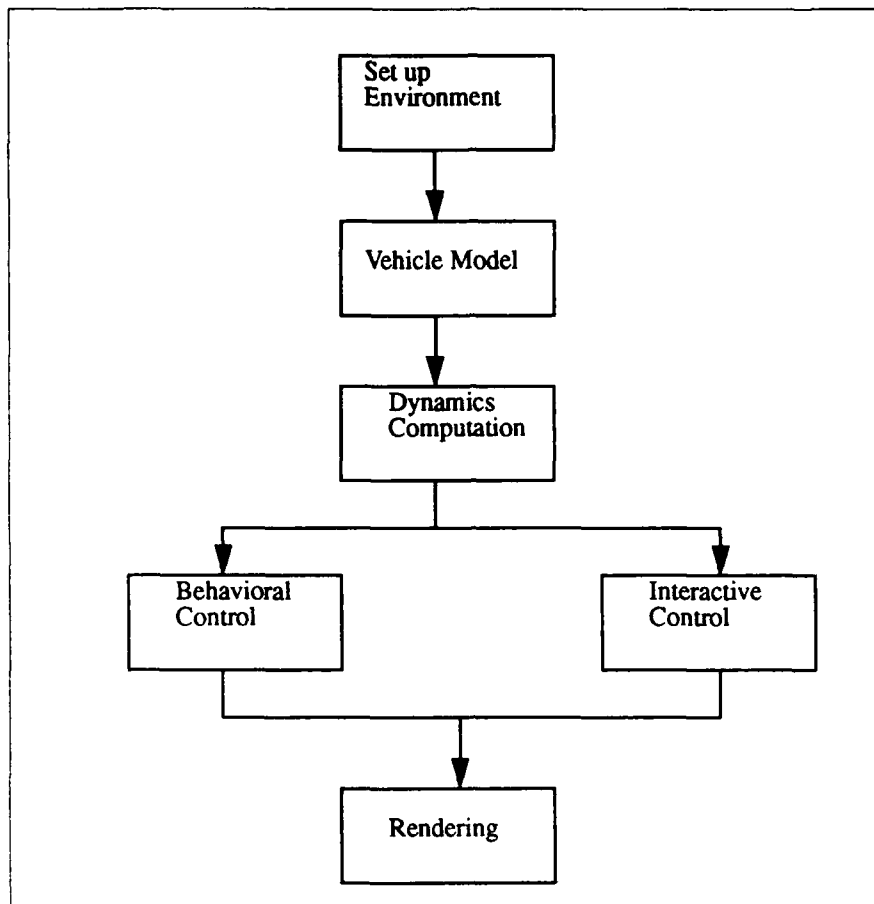 Set up
Environment
Vehicle Model
Dynamics
Computation
Behavioral
Control
Interactive
Control
Rendering